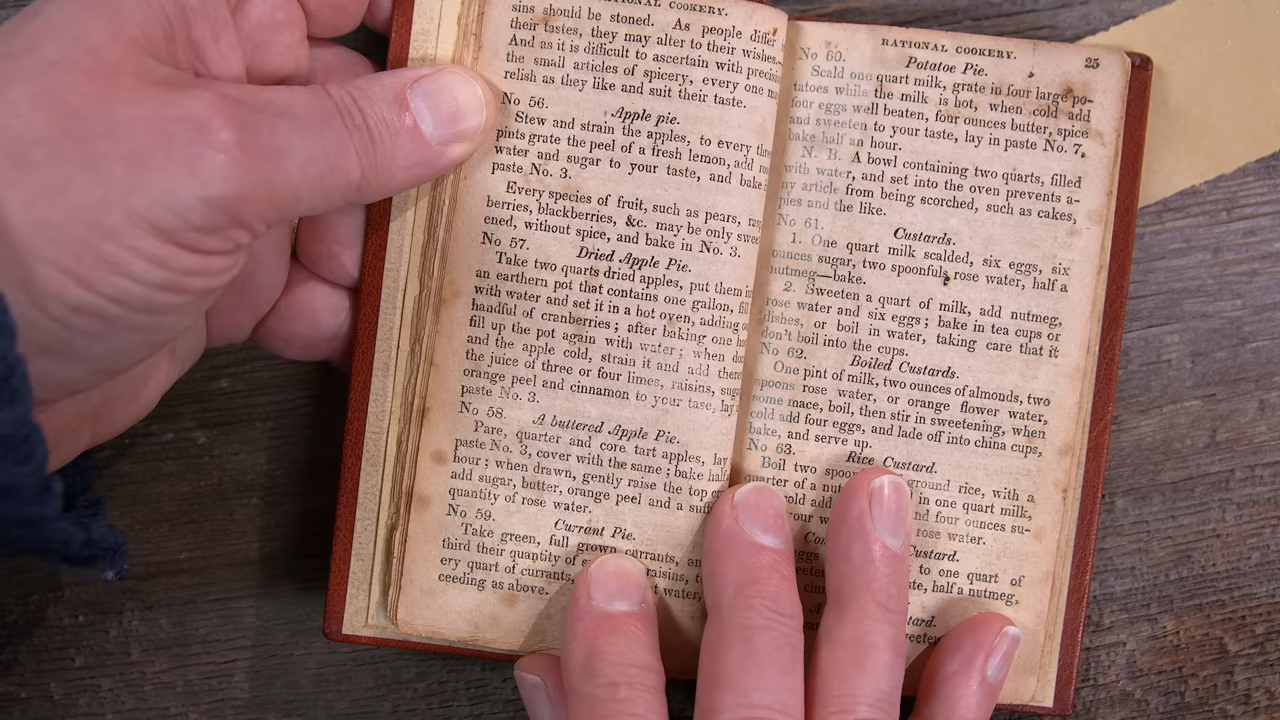 RATIONAL COOKERY.
sins should be stoned. As people differ
their tastes, they may alter to their wishes.
And as it is difficult to ascertain with
the small articles of spicery, every one
relish as they like and suit their taste.
No 56.
Apple pie.
Stew and strain the apples, to every
pints grate the peel of a fresh lemon, add
water and sugar to your taste, and bake
paste No. 3.
Every species of fruit, such as pears,
berries, blackberries, &c. may be only
ened, without spice, and bake in No. 3.
No 57.
Dried Apple Pie.
Take two quarts dried apples, put them
an earthern pot that contains one gallon,
with water and set it in a hot oven, adding
handful of cranberries; after baking one
fill up the pot again with water; when
and the apple cold, strain it and add
the juice of three or four limes, raisins,
orange peel and cinnamon to your tase, lay
paste No. 3.
No 58.
A buttered Apple Pie.
Pare, quarter and core tart apples, lay
paste No. 3, cover with the same; bake half
hour; when drawn, gently raise the top
add sugar, butter, orange peel and a
quantity of rose water.
No 59.
Currant Pie.
Take green, full grown currants,
third their quantity of
ery quart of currants, water,
ceeding as above.
RATIONAL COOKERY. 25
No 60.
Potatoe Pie.
Scald one quart milk, grate in four large po-
tatoes while the milk is hot, when cold add
four eggs well beaten, four ounces butter, spice
and sweeten to your taste, lay in paste No. 7,
bake half an hour.
N. B. A bowl containing two quarts, filled
with water, and set into the oven prevents a-
ny article from being scorched, such as cakes,
pies and the like.
No 61.
Custards.
1. One quart milk scalded, six eggs, six
ounces sugar, two spoonfuls rose water, half a
nutmeg—bake.
2. Sweeten a quart of milk, add nutmeg,
rose water and six eggs; bake in tea cups or
dishes, or boil in water, taking care that it
don't boil into the cups.
No 62.
Boiled Custards.
One pint of milk, two ounces of almonds, two
spoons rose water, or orange flower water,
some mace, boil, then stir in sweetening, when
cold add four eggs, and lade off into china cups,
bake, and serve up.
No 63.
Rice Custard.
Boil two ground rice, with a
quarter of a in one quart milk,
cold add and four ounces su-
rose water.
Custard.
eggs to one quart of
half a nutmeg,